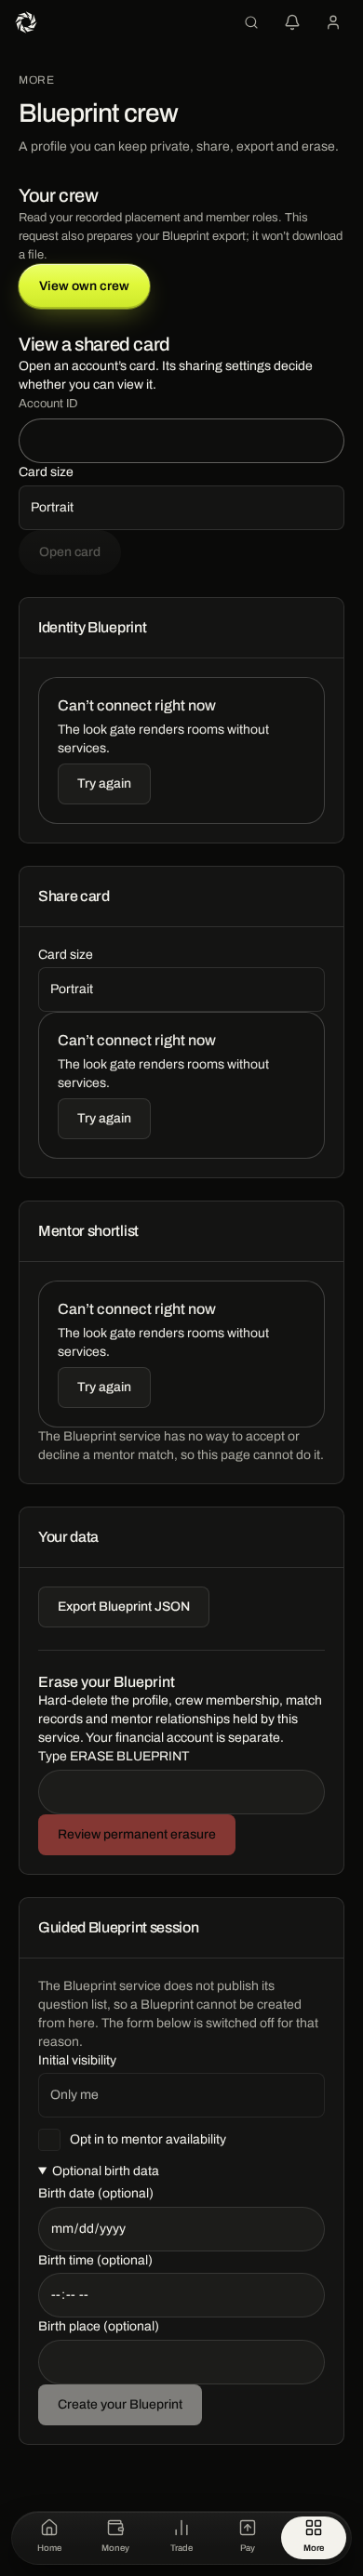 MORE
Blueprint crew
A profile you can keep private, share, export and erase.
Your crew
Read your recorded placement and member roles. This
request also prepares your Blueprint export; it won’t download
a file.
View own crew
View a shared card
Open an account’s card. Its sharing settings decide
whether you can view it.
Account ID
Card size
Portrait
Open card
Identity Blueprint
Can’t connect right now
The look gate renders rooms without
services.
Try again
Share card
Card size
Portrait
Can’t connect right now
The look gate renders rooms without
services.
Try again
Mentor shortlist
Can’t connect right now
The look gate renders rooms without
services.
Try again
The Blueprint service has no way to accept or
decline a mentor match, so this page cannot do it.
Your data
Export Blueprint JSON
Erase your Blueprint
Hard-delete the profile, crew membership, match
records and mentor relationships held by this
service. Your financial account is separate.
Type ERASE BLUEPRINT
Review permanent erasure
Guided Blueprint session
The Blueprint service does not publish its
question list, so a Blueprint cannot be created
from here. The form below is switched off for that
reason.
Initial visibility
Only me
Opt in to mentor availability
Optional birth data
Birth date (optional)
mm/dd/yyyy
Birth time (optional)
--:-- --
Birth place (optional)
Create your Blueprint
Home Money Trade Pay More